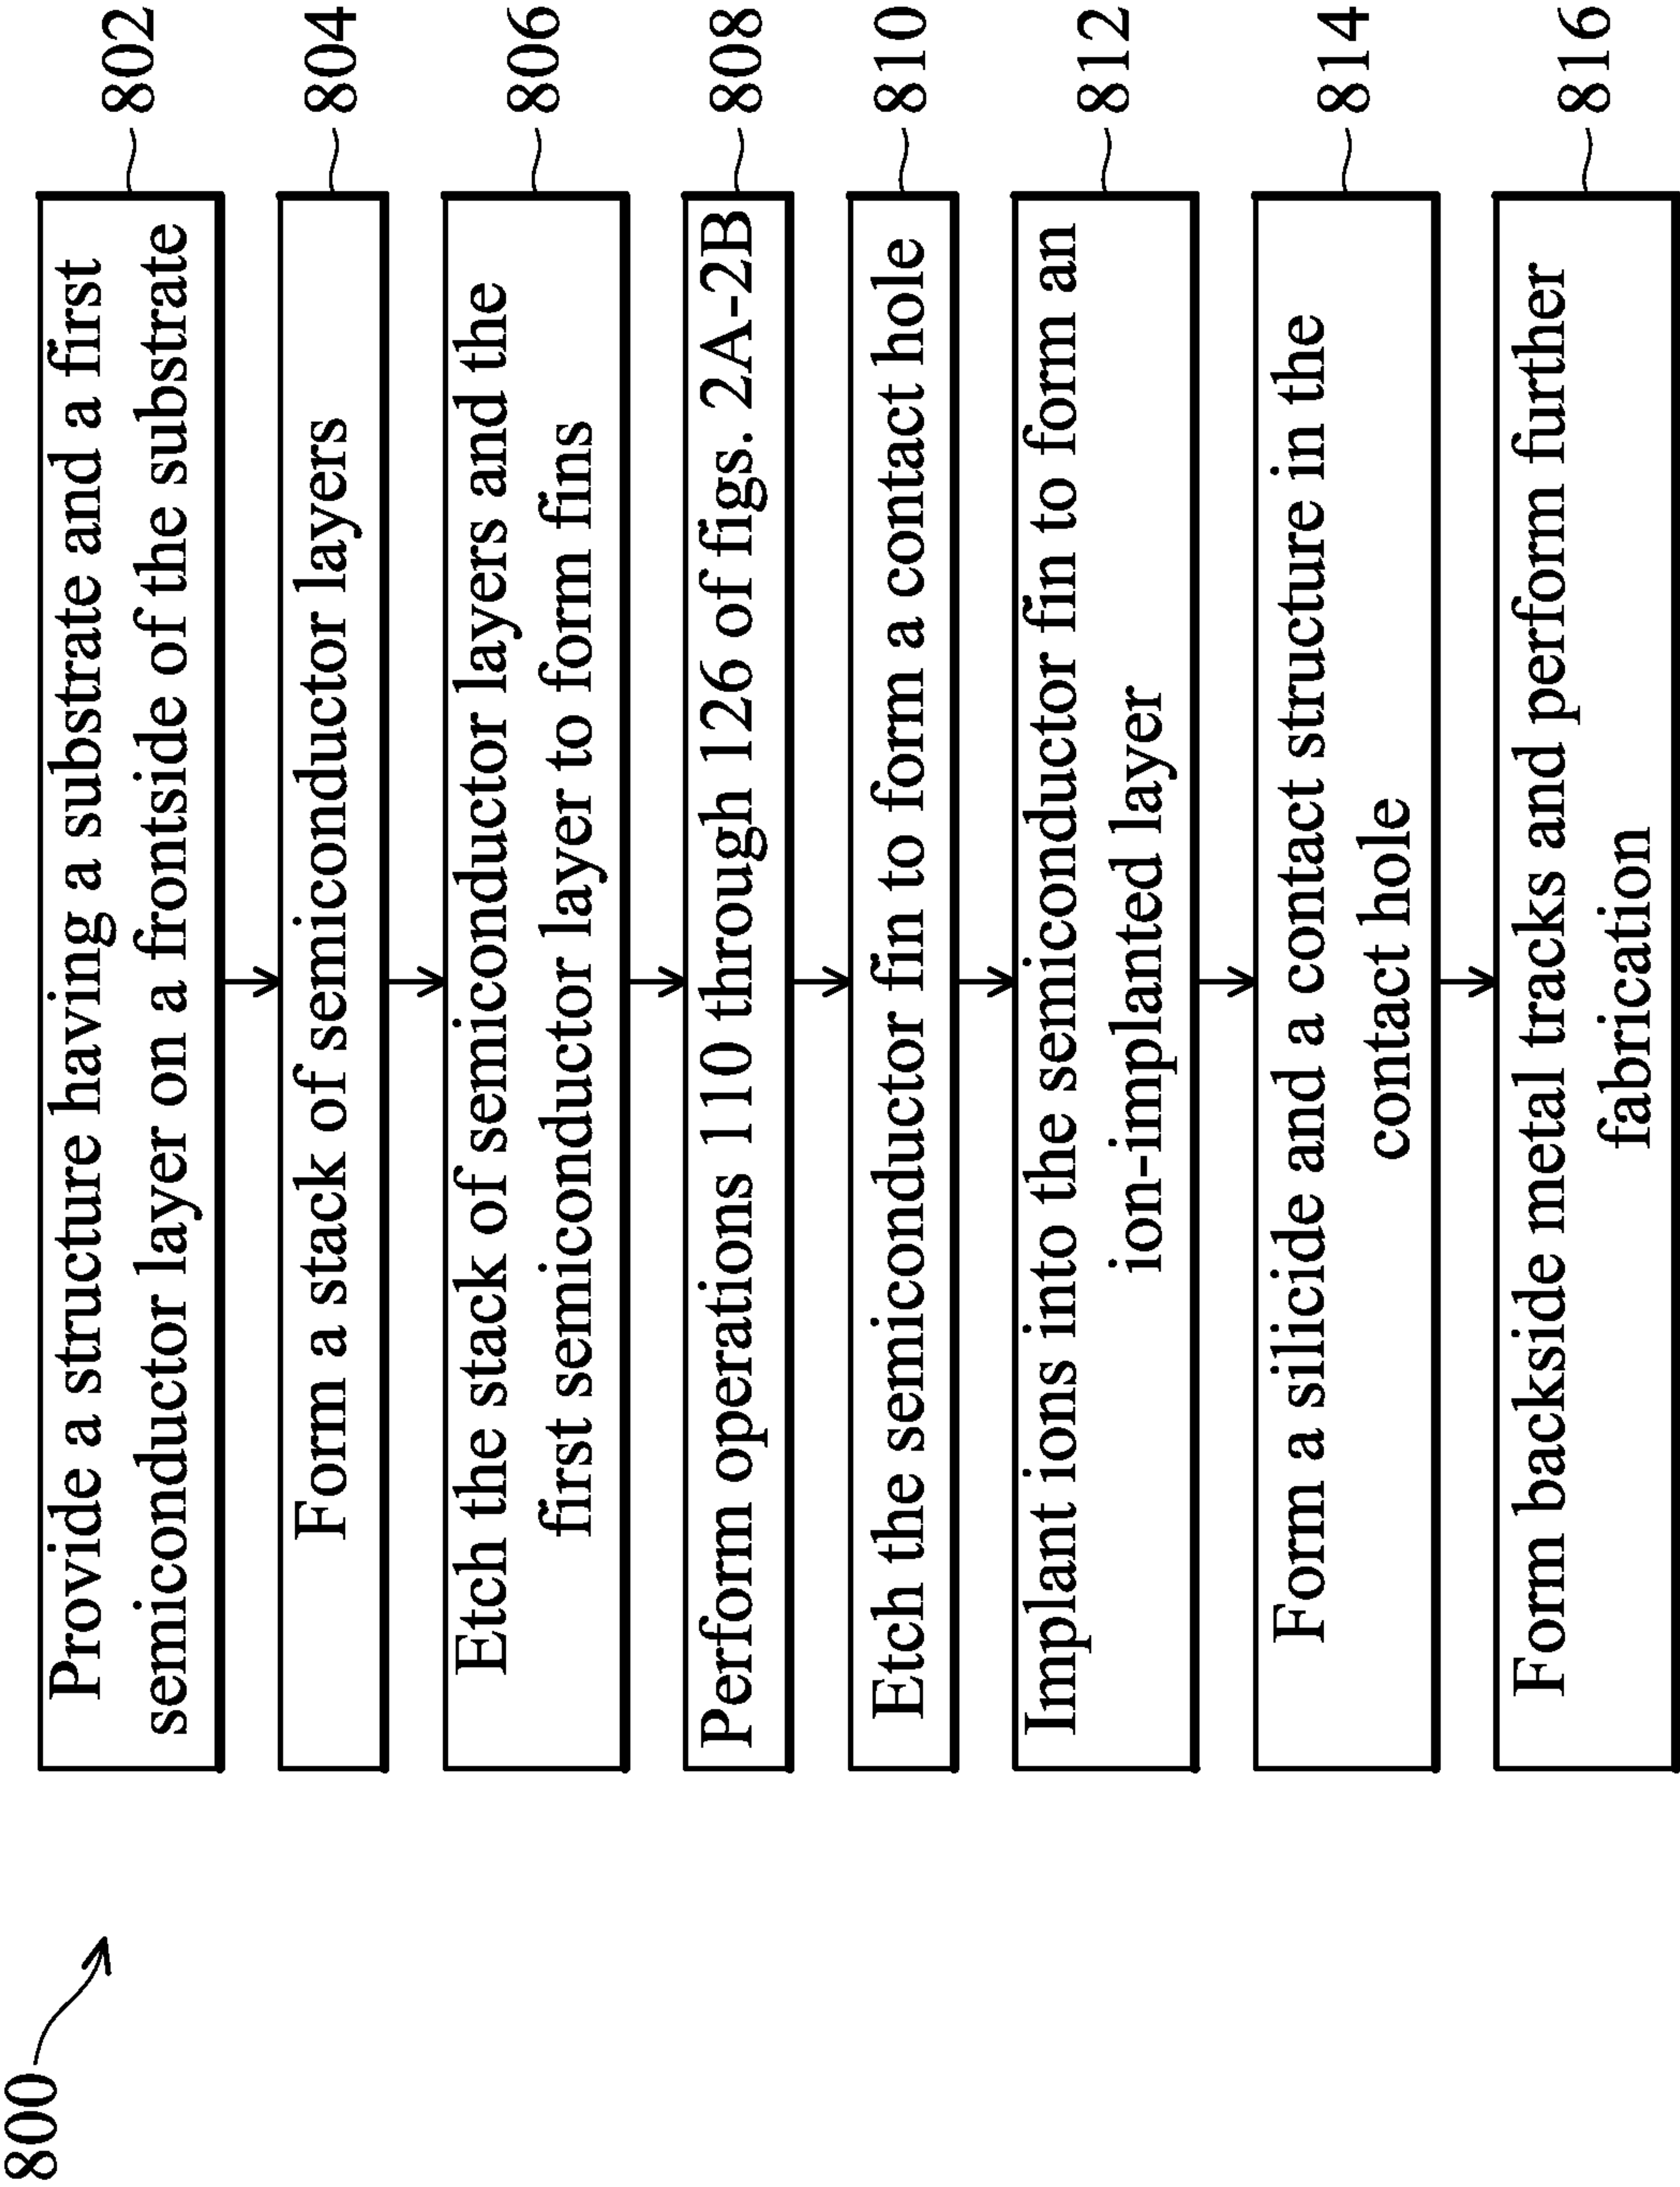 800
Provide a structure having a substrate and a first
semiconductor layer on a frontside of the substrate
802
Form a stack of semiconductor layers
804
Etch the stack of semiconductor layers and the
first semiconductor layer to form fins
806
Perform operations 110 through 126 of figs. 2A-2B
808
Etch the semiconductor fin to form a contact hole
810
Implant ions into the semiconductor fin to form an
ion-implanted layer
812
Form a silicide and a contact structure in the
contact hole
814
Form backside metal tracks and perform further
fabrication
816